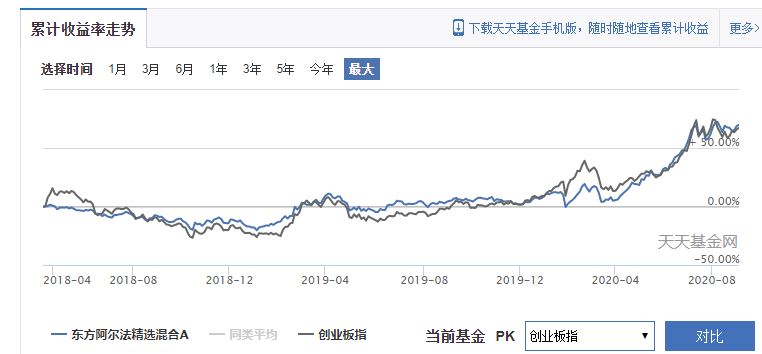 累计收益率走势
下载天天基金手机版，随时随地查看累计收益
更多>
选择时间 1月 3月 6月 1年 3年 5年 今年 最大
+ 50.00%
0.00%
天天基金网
-50.00%
2018-04 2018-08 2018-12 2019-04 2019-08 2019-12 2020-04 2020-08
东方阿尔法精选混合A 同类平均 创业板指 当前基金 PK 创业板指 ▼ 对比